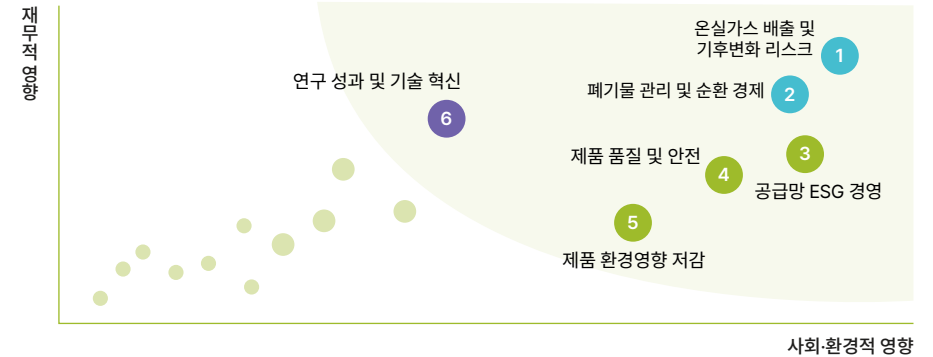 재무적 영향
온실가스 배출 및
기후변화 리스크
1
연구 성과 및 기술 혁신
6
폐기물 관리 및 순환 경제
2
제품 품질 및 안전
4
3
공급망 ESG 경영
5
제품 환경영향 저감
사회·환경적 영향